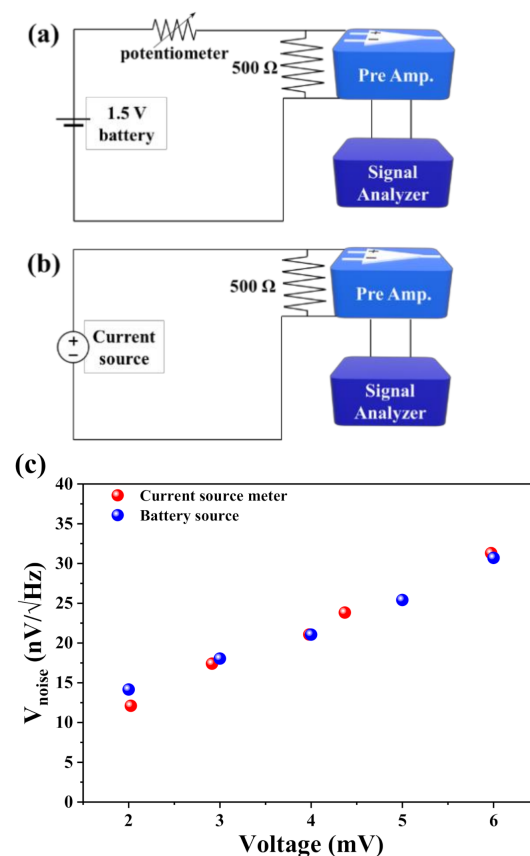 (a)
potentiometer
500 Ω
+
−
Pre Amp.
1.5 V
battery
Signal
Analyzer
(b)
500 Ω
+
−
Pre Amp.
+
−
Current
source
Signal
Analyzer
(c)
Current source meter
Battery source
40
35
30
25
20
15
10
5
0
V_noise (nV/√Hz)
2 3 4 5 6
Voltage (mV)